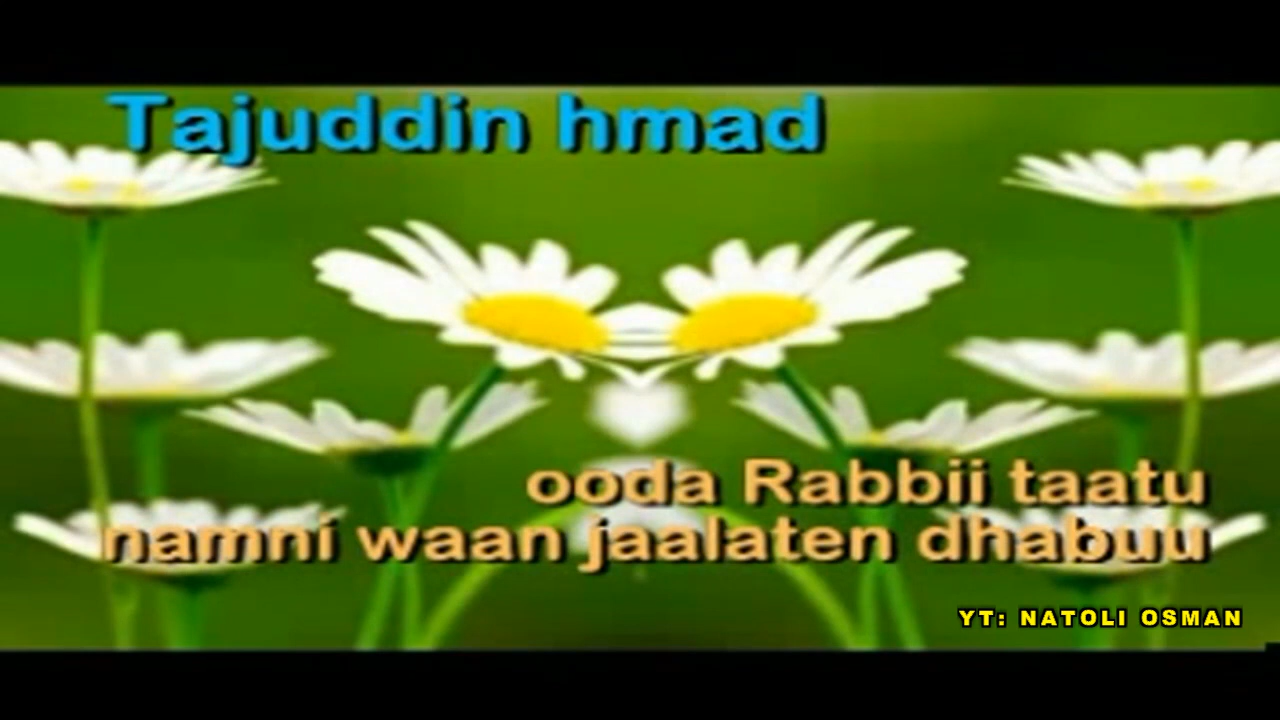 Tajuddin hmad
ooda Rabbii taatu
namni waan jaalaten dhabuu
YT: NATOLI OSMAN